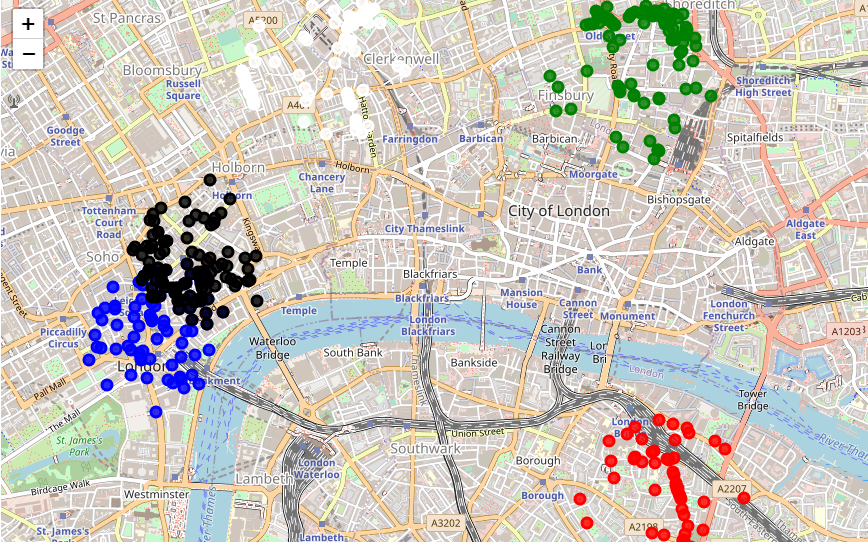 +
−
St Pancras
A5200
Clerkenwell
Shoreditch
Bloomsbury
Russell
Square
Finsbury
Shoreditch
High Street
Goodge
Street
Farringdon
Barbican
Barbican
Spitalfields
Holborn
Holborn
Chancery
Lane
Moorgate
Bishopsgate
Tottenham
Court
Road
City of London
Aldgate
East
Kingsway
City Thameslink
Aldgate
Soho
Temple
Blackfriars
Bank
Mansion
House
Cannon
Street
Monument
London
Fenchurch
Street
Temple
Blackfriars
London
Blackfriars
A1203
Piccadilly
Circus
Waterloo
Bridge
South Bank
Bankside
Cannon
Street
Railway
Bridge
London
Pall Mall
The Mall
Tower
Bridge
St. James's
Park
Union Street
Southwark
London
Waterloo
Borough
Lambeth
Birdcage Walk
Westminster
Borough
A2207
A3202
A2198
St. James's
Lambeth